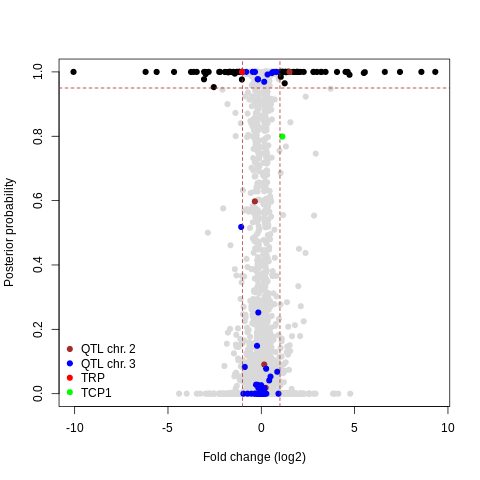 1.0
0.8
0.6
0.4
0.2
0.0
Posterior probability
QTL chr. 2
QTL chr. 3
TRP
TCP1
-10 -5 0 5 10
Fold change (log2)